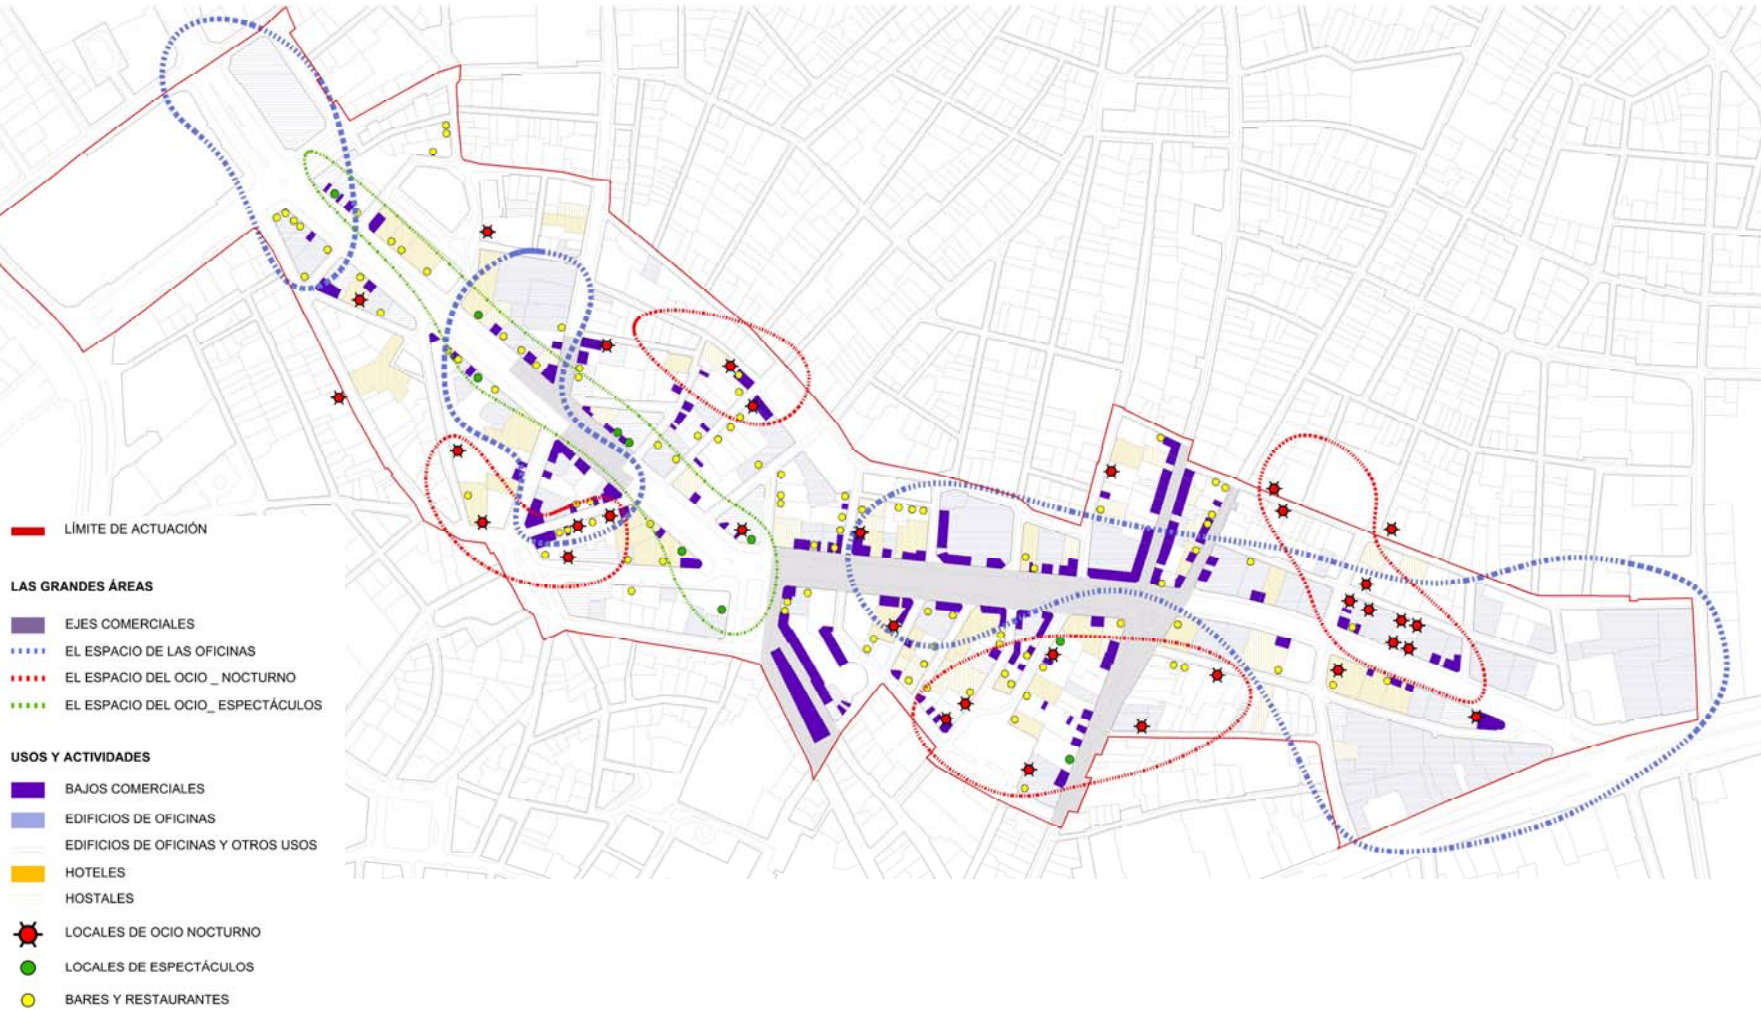 LÍMITE DE ACTUACIÓN
LAS GRANDES ÁREAS
EJES COMERCIALES
EL ESPACIO DE LAS OFICINAS
EL ESPACIO DEL OCIO _ NOCTURNO
EL ESPACIO DEL OCIO_ ESPECTÁCULOS
USOS Y ACTIVIDADES
BAJOS COMERCIALES
EDIFICIOS DE OFICINAS
EDIFICIOS DE OFICINAS Y OTROS USOS
HOTELES
HOSTALES
LOCALES DE OCIO NOCTURNO
LOCALES DE ESPECTÁCULOS
BARES Y RESTAURANTES